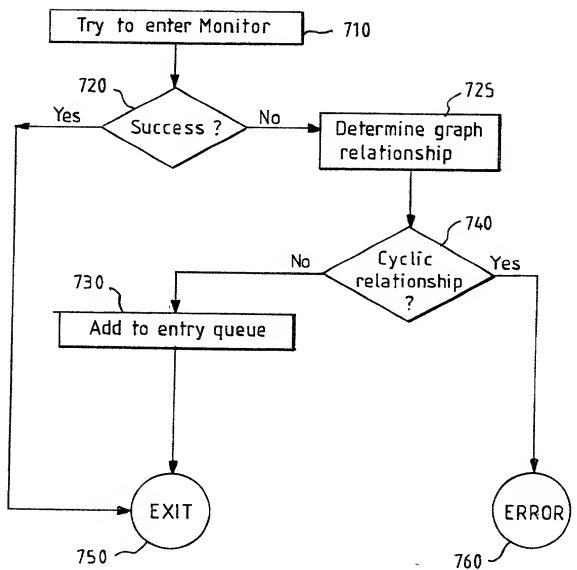 Try to enter Monitor
710
720
725
Yes
Success ?
No
Determine graph
relationship
740
No
Cyclic
relationship
?
Yes
730
Add to entry queue
EXIT
ERROR
750
760